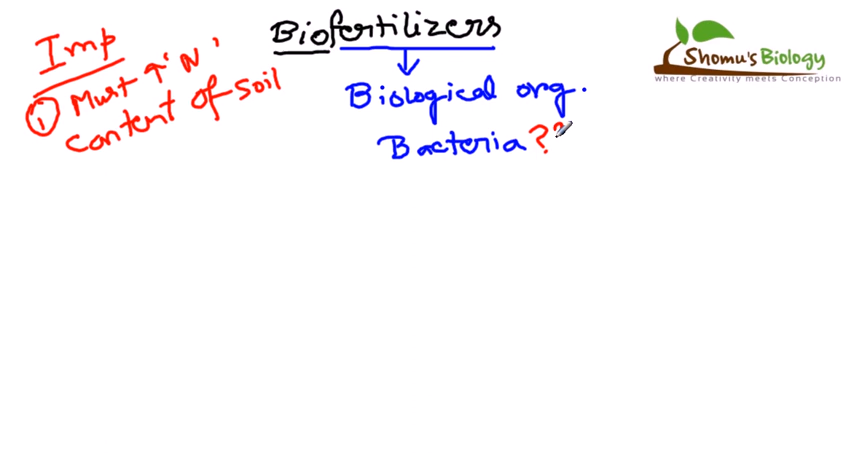 Biofertilizers
Imp
① Must ↑ 'N'
content of soil
Biological org.
Bacteria ??
Shomu's Biology
where Creativity meets Conception